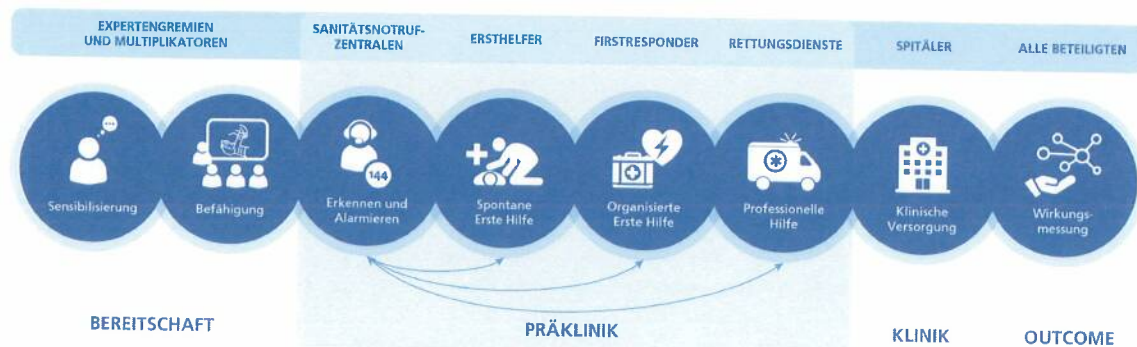 EXPERTENGREMIEN
UND MULTIPLIKATOREN
SANITÄTSNOTRUF-
ZENTRALEN
ERSTHELFER
FIRSTRESPONDER
RETTUNGSDIENSTE
SPITÄLER
ALLE BETEILIGTEN
Sensibilisierung
Befähigung
144
Erkennen und
Alarmieren
Spontane
Erste Hilfe
Organisierte
Erste Hilfe
Professionelle
Hilfe
Klinische
Versorgung
Wirkungs-
messung
BEREITSCHAFT
PRÄKLINIK
KLINIK
OUTCOME